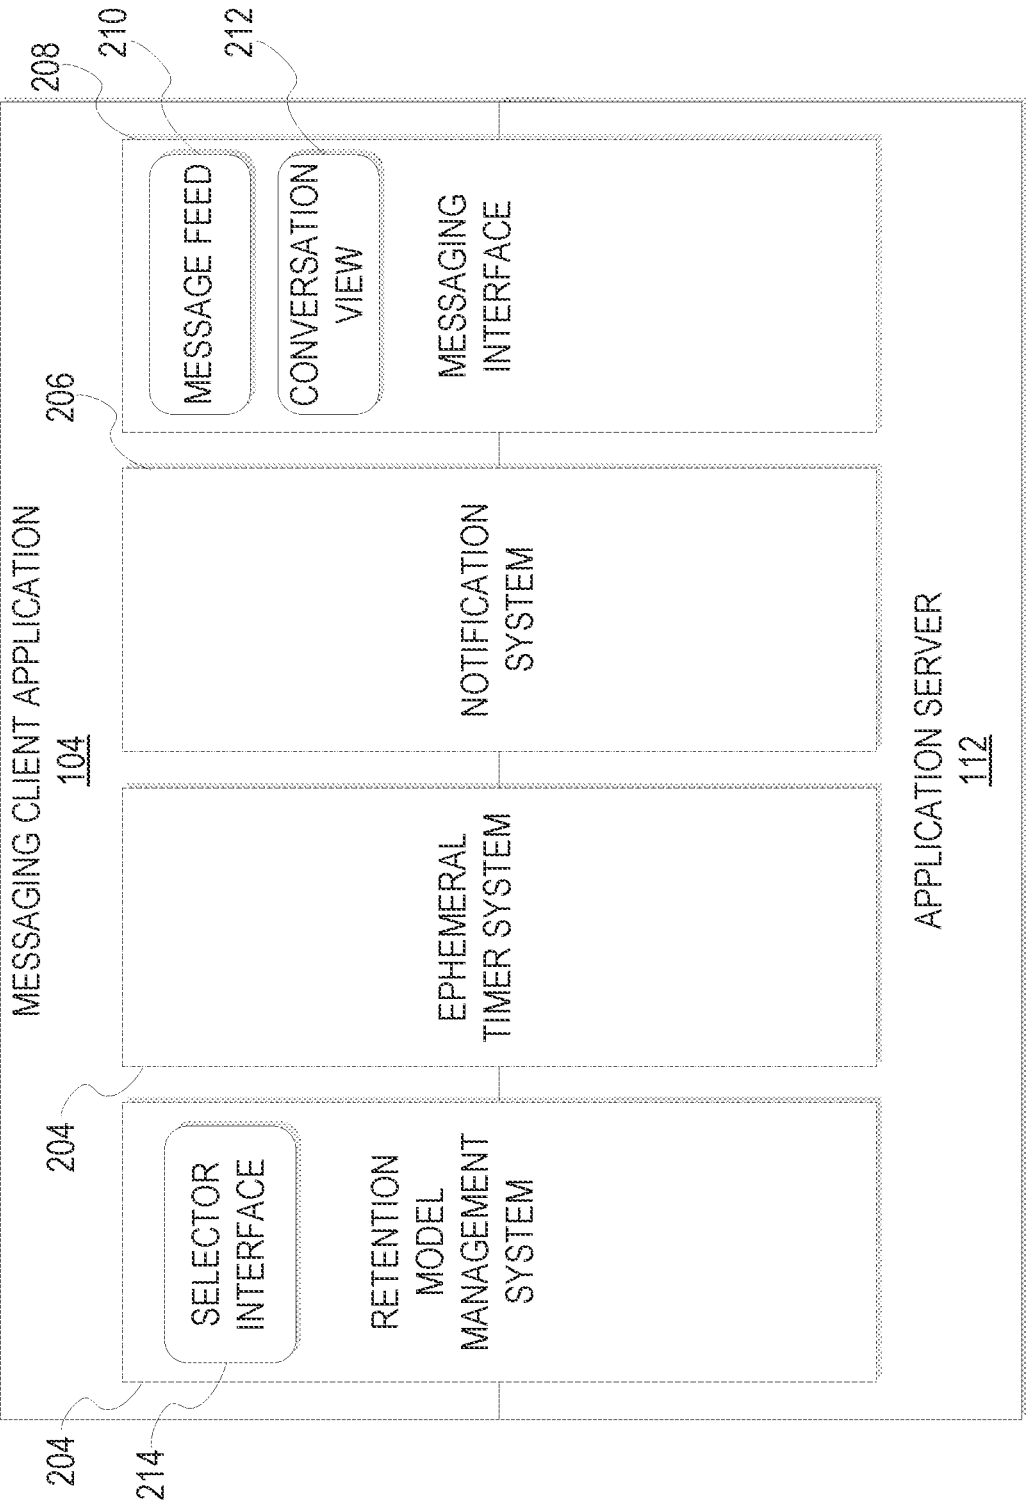 MESSAGING CLIENT APPLICATION
104
204
214
SELECTOR
INTERFACE
RETENTION
MODEL
MANAGEMENT
SYSTEM
204
EPHEMERAL
TIMER SYSTEM
206
NOTIFICATION
SYSTEM
208
210
212
MESSAGE FEED
CONVERSATION
VIEW
MESSAGING
INTERFACE
APPLICATION SERVER
112